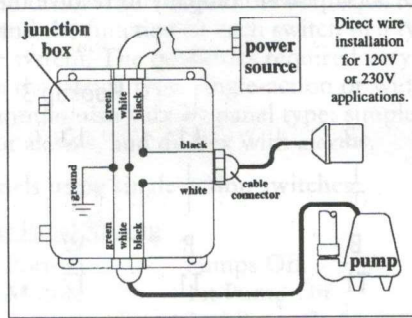 junction
box
power
source
Direct wire
installation
for 120V
or 230V
applications.
green
white
black
black
ground
white
cable
connector
green
white
black
pump